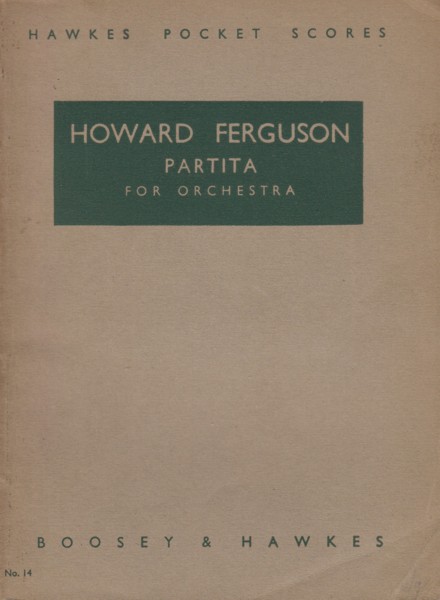 HAWKES POCKET SCORES
HOWARD FERGUSON
PARTITA
FOR ORCHESTRA
BOOSEY & HAWKES
No. 14